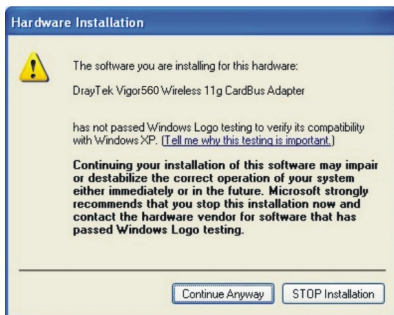 Hardware Installation
The software you are installing for this hardware:
DrayTek Vigor560 Wireless 11g CardBus Adapter
has not passed Windows Logo testing to verify its compatibility
with Windows XP. (Tell me why this testing is important.)
Continuing your installation of this software may impair
or destabilize the correct operation of your system
either immediately or in the future. Microsoft strongly
recommends that you stop this installation now and
contact the hardware vendor for software that has
passed Windows Logo testing.
Continue Anyway STOP Installation